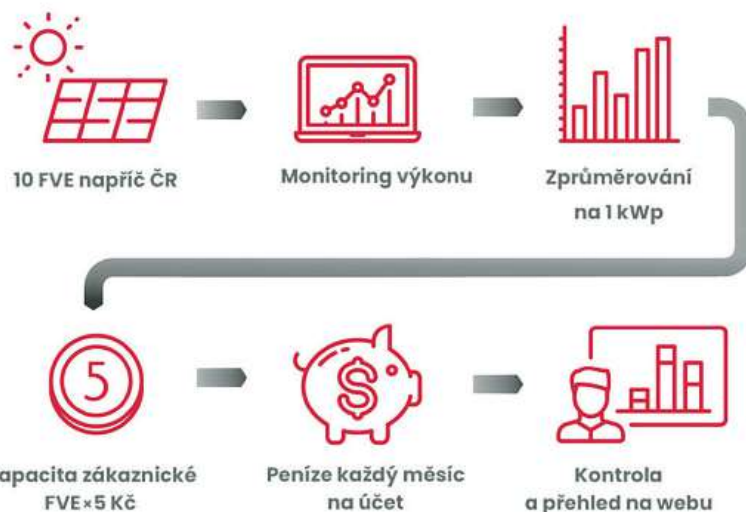 10 FVE napříč ČR
Monitoring výkonu
Zprůměrování
na 1 kWp
5
apacita zákaznické
FVE×5 Kč
$
Peníze každý měsíc
na účet
Kontrola
a přehled na webu